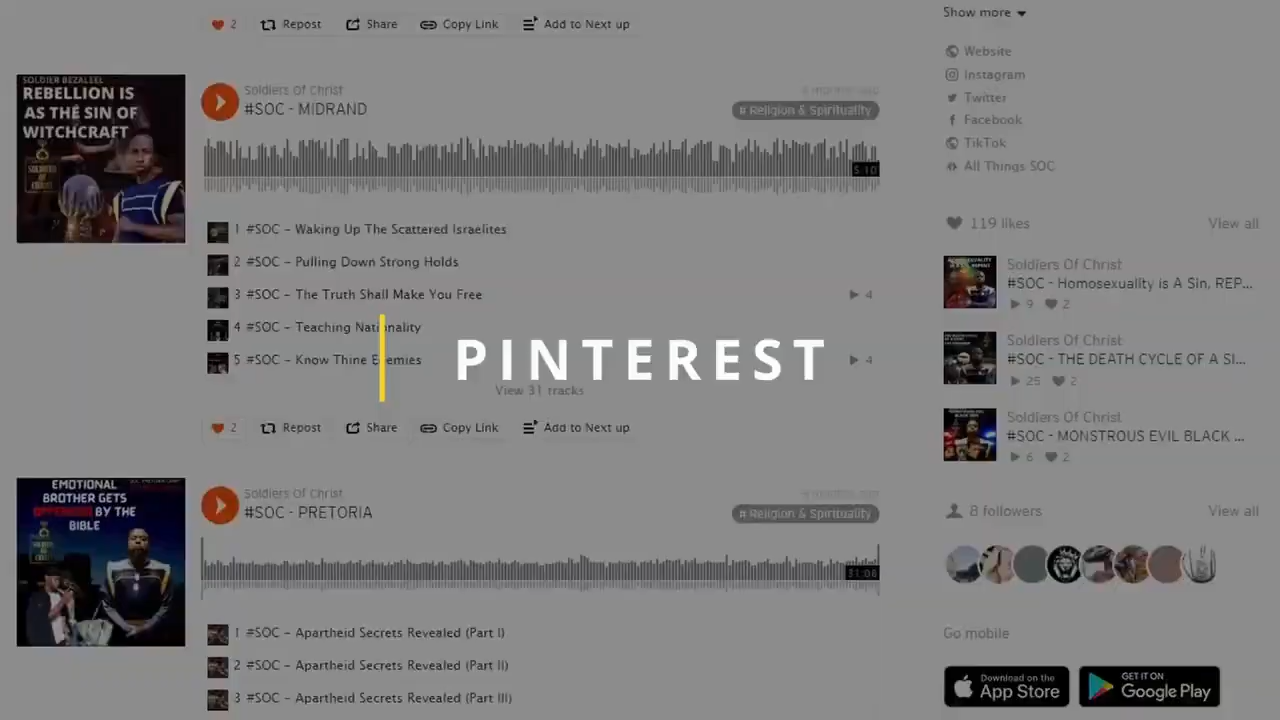 2 Repost Share Copy Link Add to Next up
SOLDIER BEZALEEL
REBELLION IS
AS THE SIN OF
WITCHCRAFT
SOLDIERS
OF
CHRIST
Soldiers Of Christ
#SOC - MIDRAND
# Religion & Spirituality
5:10
1 #SOC – Waking Up The Scattered Israelites
2 #SOC – Pulling Down Strong Holds
3 #SOC – The Truth Shall Make You Free 4
4 #SOC – Teaching Nationality
5 #SOC – Know Thine Enemies 4
View 31 tracks
2 Repost Share Copy Link Add to Next up
PINTEREST
EMOTIONAL
BROTHER GETS
OFFENDED BY THE
BIBLE
Soldiers Of Christ
#SOC - PRETORIA
# Religion & Spirituality
31:06
1 #SOC – Apartheid Secrets Revealed (Part I)
2 #SOC – Apartheid Secrets Revealed (Part II)
3 #SOC – Apartheid Secrets Revealed (Part III)
Show more
Website
Instagram
Twitter
Facebook
TikTok
All Things SOC
119 likes View all
Soldiers Of Christ
#SOC - Homosexuality is A Sin, REP...
9 2
Soldiers Of Christ
#SOC - THE DEATH CYCLE OF A SI...
25 2
Soldiers Of Christ
#SOC - MONSTROUS EVIL BLACK ...
6 2
8 followers View all
Go mobile
Download on the
App Store
GET IT ON
Google Play